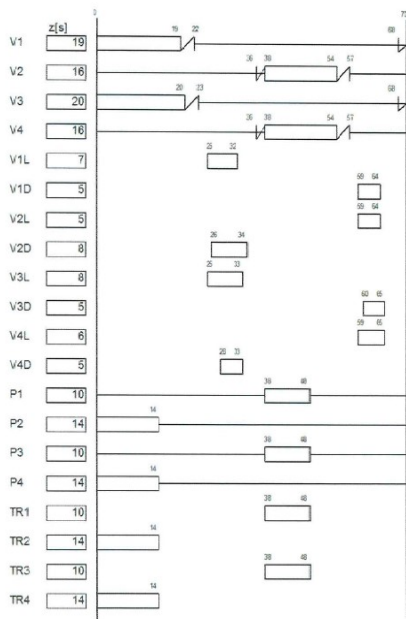 0 7
z[s] 19 22 68
V1 19
36 38 54 57
V2 16
20 23 68
V3 20
36 38 54 57
V4 16
25 32
V1L 7
59 64
V1D 5
59 64
V2L 5
26 34
V2D 8
25 33
V3L 8
60 65
V3D 5
59 65
V4L 6
28 33
V4D 5
38 48
P1 10
14
P2 14
38 48
P3 10
14
P4 14
38 48
TR1 10
14
TR2 14
38 48
TR3 10
14
TR4 14